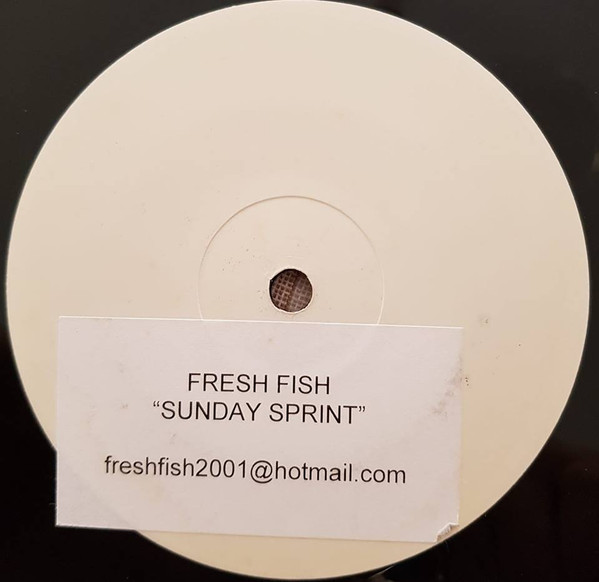 FRESH FISH
“SUNDAY SPRINT”
freshfish2001@hotmail.com